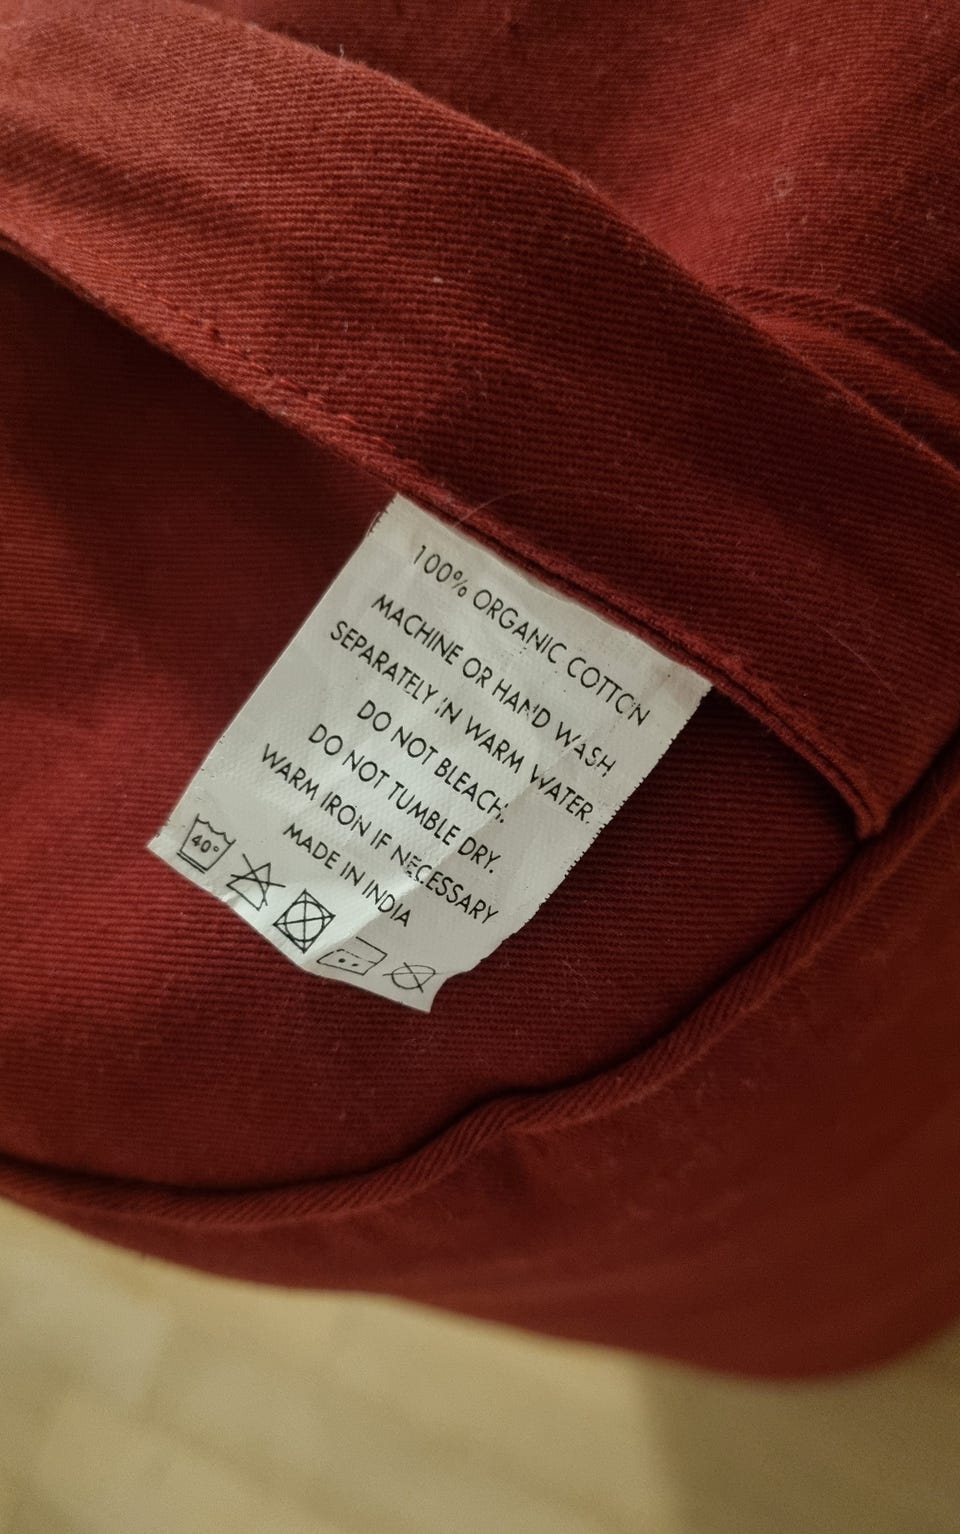 100% ORGANIC COTTON
MACHINE OR HAND WASH
SEPARATELY IN WARM WATER.
DO NOT BLEACH.
DO NOT TUMBLE DRY.
WARM IRON IF NECESSARY
MADE IN INDIA
40°